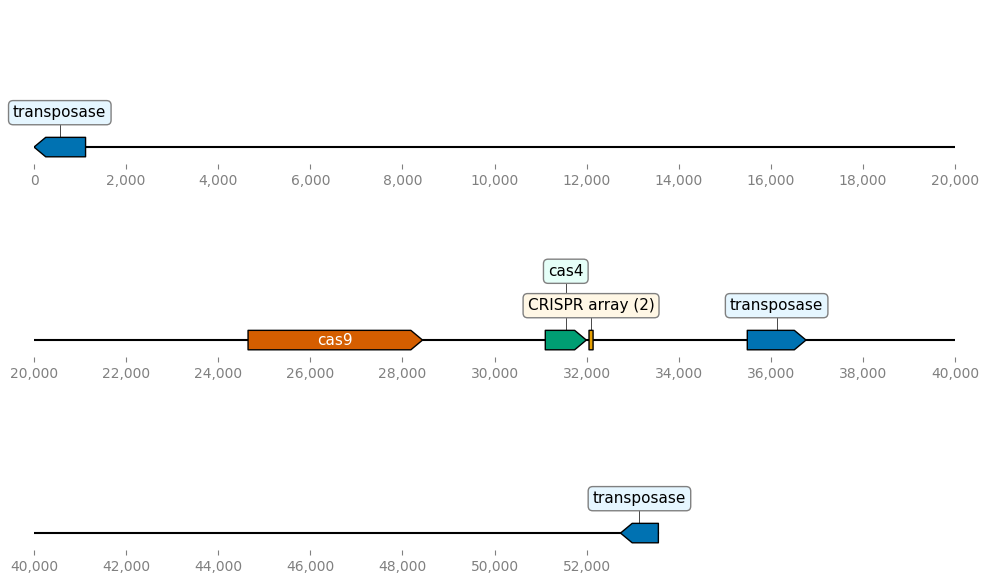 transposase
0 2,000 4,000 6,000 8,000 10,000 12,000 14,000 16,000 18,000 20,000
cas4
CRISPR array (2) transposase
cas9
20,000 22,000 24,000 26,000 28,000 30,000 32,000 34,000 36,000 38,000 40,000
transposase
40,000 42,000 44,000 46,000 48,000 50,000 52,000